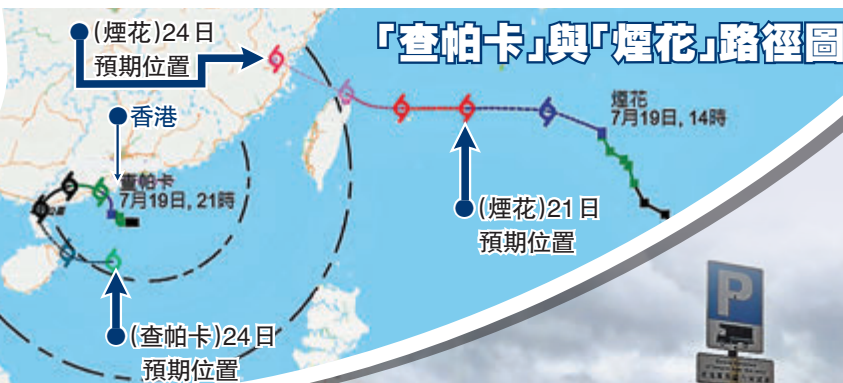 「查帕卡」與「煙花」路徑圖
(煙花)24日
預期位置
香港
煙花
7月19日, 14時
查帕卡
7月19日, 21時
(煙花)21日
預期位置
(查帕卡)24日
預期位置
P